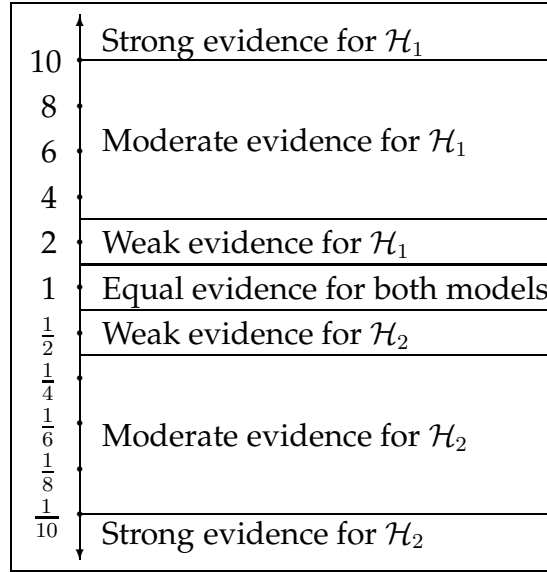 Strong evidence for ℋ₁
10
8
Moderate evidence for ℋ₁
6
4
2 Weak evidence for ℋ₁
1 Equal evidence for both models
1/2 Weak evidence for ℋ₂
1/4
1/6 Moderate evidence for ℋ₂
1/8
1/10
Strong evidence for ℋ₂